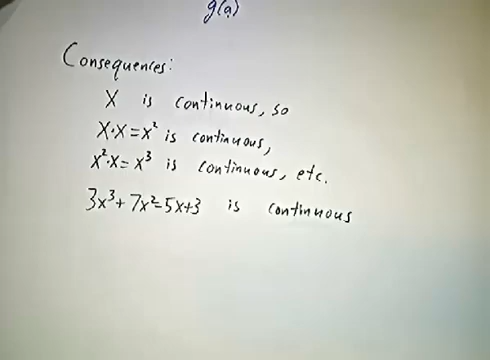 g(a)
Consequences:
X is continuous, so
X·X=x² is continuous,
x²·X=x³ is continuous, etc.
3x³+7x²-5x+3 is continuous